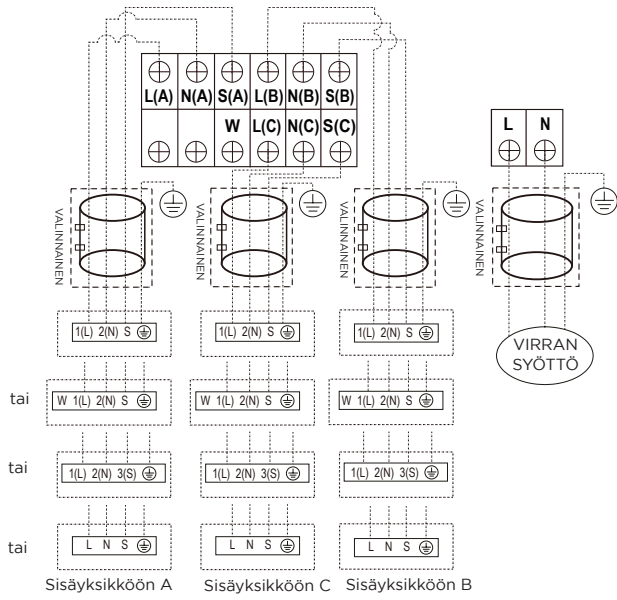 L(A) N(A) S(A) L(B) N(B) S(B)
W L(C) N(C) S(C)
L N
VALINNAINEN VALINNAINEN VALINNAINEN VALINNAINEN
1(L) 2(N) S 1(L) 2(N) S 1(L) 2(N) S
VIRRAN
SYÖTTÖ
tai W 1(L) 2(N) S W 1(L) 2(N) S W 1(L) 2(N) S
tai 1(L) 2(N) 3(S) 1(L) 2(N) 3(S) 1(L) 2(N) 3(S)
tai L N S L N S L N S
Sisäyksikköön A Sisäyksikköön C Sisäyksikköön B